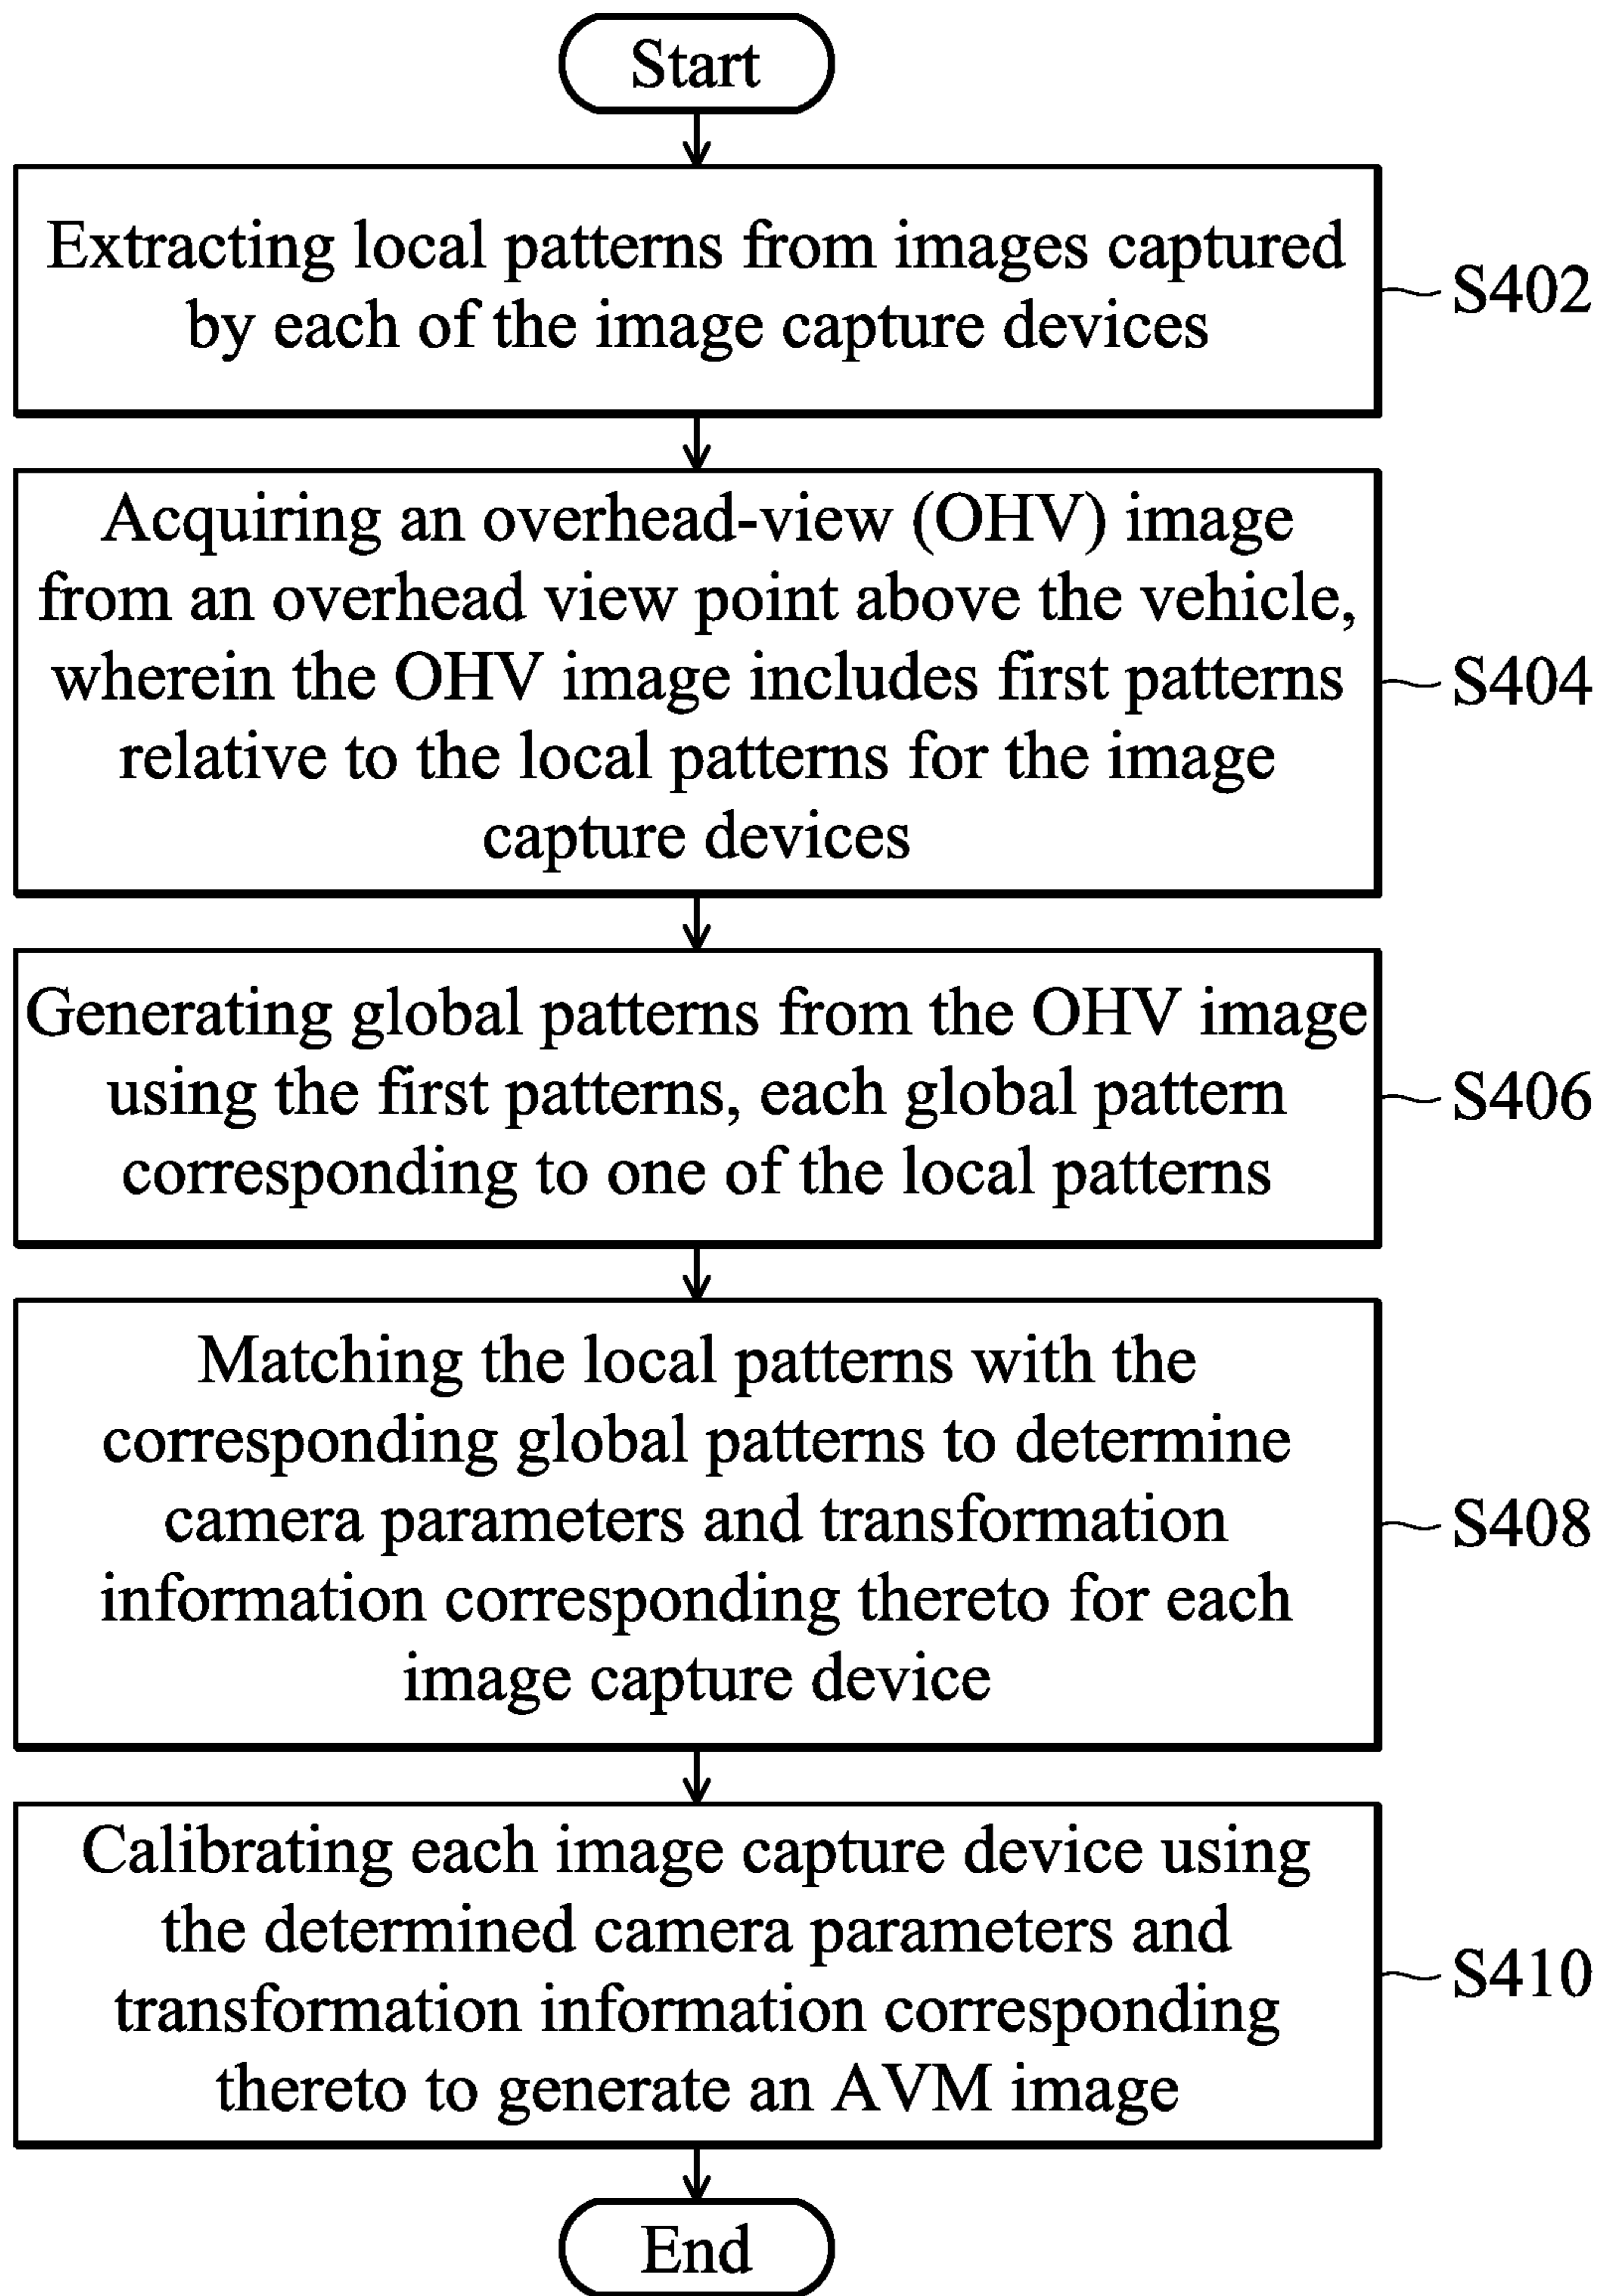 Start
Extracting local patterns from images captured
by each of the image capture devices
S402
Acquiring an overhead-view (OHV) image
from an overhead view point above the vehicle,
wherein the OHV image includes first patterns
relative to the local patterns for the image
capture devices
S404
Generating global patterns from the OHV image
using the first patterns, each global pattern
corresponding to one of the local patterns
S406
Matching the local patterns with the
corresponding global patterns to determine
camera parameters and transformation
information corresponding thereto for each
image capture device
S408
Calibrating each image capture device using
the determined camera parameters and
transformation information corresponding
thereto to generate an AVM image
S410
End